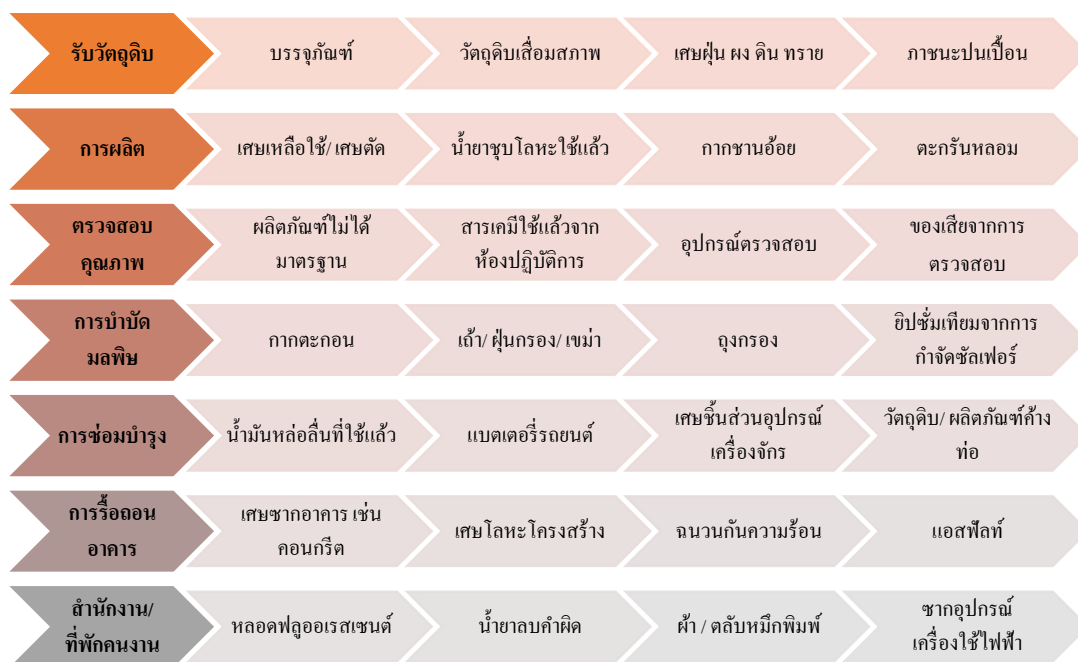 รับวัตถุดิบ
บรรจุภัณฑ์
วัตถุดิบเสื่อมสภาพ
เศษฝุ่น ผง ดิน ทราย
ภาชนะปนเปื้อน
การผลิต
เศษเหลือใช้/ เศษตัด
น้ำยาชุบโลหะใช้แล้ว
กากชานอ้อย
ตะกรันหลอม
ตรวจสอบ
คุณภาพ
ผลิตภัณฑ์ไม่ได้
มาตรฐาน
สารเคมีใช้แล้วจาก
ห้องปฏิบัติการ
อุปกรณ์ตรวจสอบ
ของเสียจากการ
ตรวจสอบ
การบำบัด
มลพิษ
กากตะกอน
เถ้า/ ฝุ่นกรอง/ เขม่า
ถุงกรอง
ยิปซั่มเทียมจากการ
กำจัดซัลเฟอร์
การซ่อมบำรุง
น้ำมันหล่อลื่นที่ใช้แล้ว
แบตเตอรี่รถยนต์
เศษชิ้นส่วนอุปกรณ์
เครื่องจักร
วัตถุดิบ/ ผลิตภัณฑ์ค้าง
ท่อ
การรื้อถอน
อาคาร
เศษซากอาคาร เช่น
คอนกรีต
เศษโลหะโครงสร้าง
ฉนวนกันความร้อน
แอสฟัลท์
สำนักงาน/
ที่พักคนงาน
หลอดฟลูออเรสเซนต์
น้ำยาลบคำผิด
ผ้า / ตลับหมึกพิมพ์
ซากอุปกรณ์
เครื่องใช้ไฟฟ้า